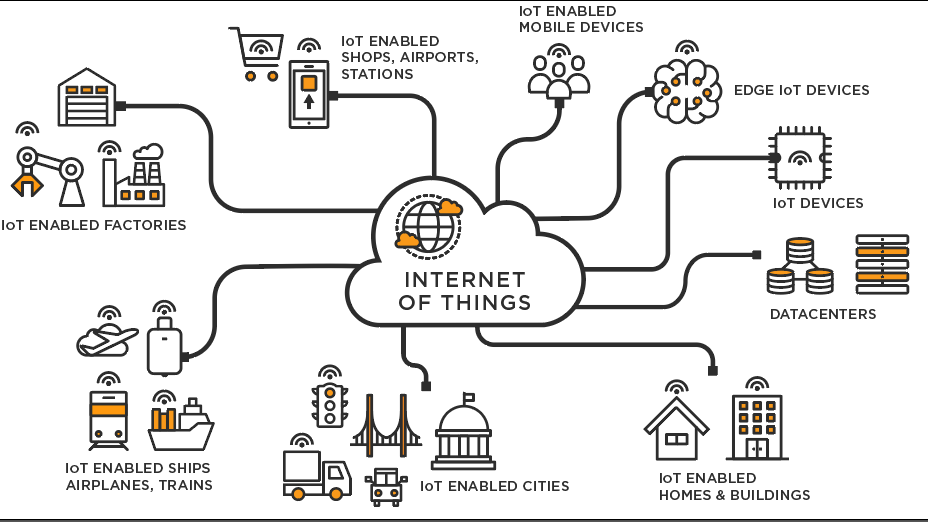 IoT ENABLED
MOBILE DEVICES
IoT ENABLED
SHOPS, AIRPORTS,
STATIONS
EDGE IoT DEVICES
IoT DEVICES
IoT ENABLED FACTORIES
INTERNET
OF THINGS
DATACENTERS
IoT ENABLED SHIPS
AIRPLANES, TRAINS
IoT ENABLED CITIES
IoT ENABLED
HOMES & BUILDINGS